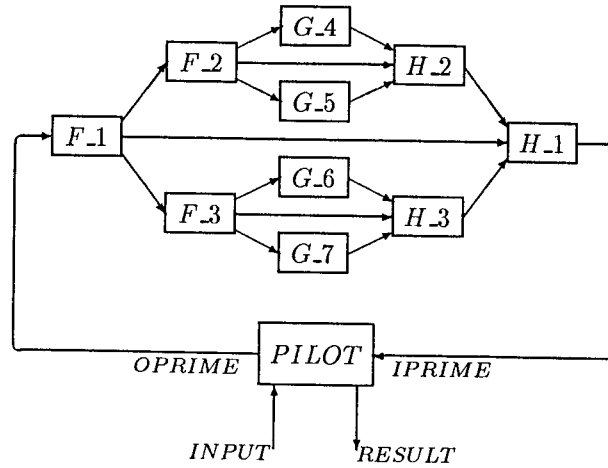 G_4
F_2
H_2
G_5
F_1
H_1
G_6
F_3
H_3
G_7
PILOT
OPRIME
IPRIME
INPUT
RESULT